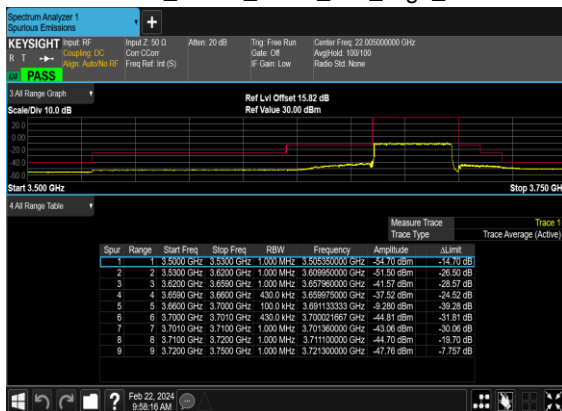 Spectrum Analyzer 1
Spurious Emissions
KEYSIGHT
R T
PASS
Input: RF
Coupling: DC
Align: Auto/No RF
Input Z: 50 Ω
Corr CCorr
Freq Ref: Int (S)
Atten: 20 dB
Trig: Free Run
Gate: Off
IF Gain: Low
Center Freq: 22.005000000 GHz
Avg|Hold: 100/100
Radio Std: None
3 All Range Graph
Scale/Div 10.0 dB
Ref Lvl Offset 15.82 dB
Ref Value 30.00 dBm
20.0
0.00
-20.0
-40.0
-60.0
Start 3.500 GHz
Stop 3.750 GHz
4 All Range Table
Measure Trace Trace 1
Trace Type Trace Average (Active)
Spur Range Start Freq Stop Freq RBW Frequency Amplitude ΔLimit
1 1 3.5000 GHz 3.5300 GHz 1.000 MHz 3.505350000 GHz -54.70 dBm -14.70 dB
2 2 3.5300 GHz 3.6200 GHz 1.000 MHz 3.609950000 GHz -51.50 dBm -26.50 dB
3 3 3.6200 GHz 3.6590 GHz 1.000 MHz 3.657960000 GHz -41.57 dBm -28.57 dB
4 4 3.6590 GHz 3.6600 GHz 430.0 kHz 3.659975000 GHz -37.52 dBm -24.52 dB
5 5 3.6600 GHz 3.7000 GHz 100.0 kHz 3.691133333 GHz -9.280 dBm -39.28 dB
6 6 3.7000 GHz 3.7010 GHz 430.0 kHz 3.700021667 GHz -44.81 dBm -31.81 dB
7 7 3.7010 GHz 3.7100 GHz 1.000 MHz 3.701360000 GHz -43.06 dBm -30.06 dB
8 8 3.7100 GHz 3.7200 GHz 1.000 MHz 3.711100000 GHz -44.70 dBm -19.70 dB
9 9 3.7200 GHz 3.7500 GHz 1.000 MHz 3.721300000 GHz -47.76 dBm -7.757 dB
Feb 22, 2024
9:58:16 AM